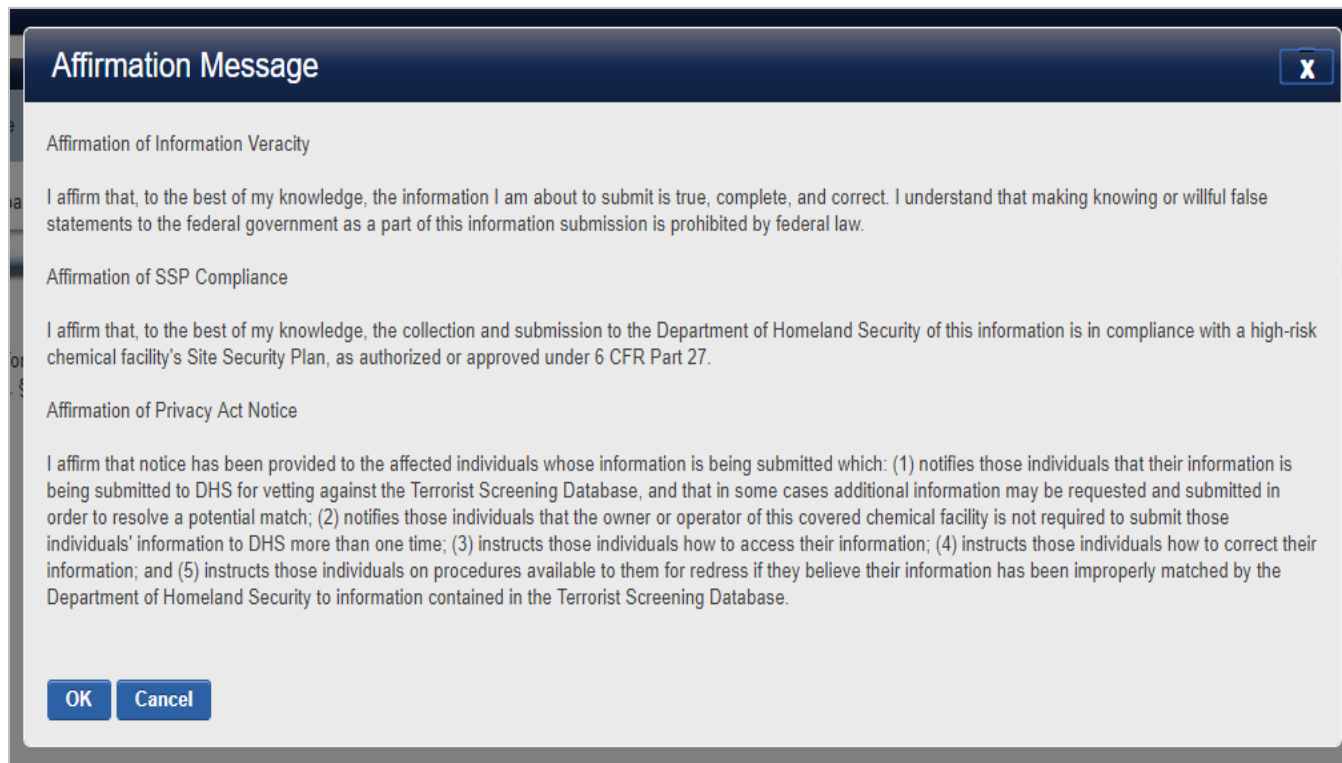 Affirmation Message
X
Affirmation of Information Veracity
I affirm that, to the best of my knowledge, the information I am about to submit is true, complete, and correct. I understand that making knowing or willful false
statements to the federal government as a part of this information submission is prohibited by federal law.
Affirmation of SSP Compliance
I affirm that, to the best of my knowledge, the collection and submission to the Department of Homeland Security of this information is in compliance with a high-risk
chemical facility's Site Security Plan, as authorized or approved under 6 CFR Part 27.
Affirmation of Privacy Act Notice
I affirm that notice has been provided to the affected individuals whose information is being submitted which: (1) notifies those individuals that their information is
being submitted to DHS for vetting against the Terrorist Screening Database, and that in some cases additional information may be requested and submitted in
order to resolve a potential match; (2) notifies those individuals that the owner or operator of this covered chemical facility is not required to submit those
individuals' information to DHS more than one time; (3) instructs those individuals how to access their information; (4) instructs those individuals how to correct their
information; and (5) instructs those individuals on procedures available to them for redress if they believe their information has been improperly matched by the
Department of Homeland Security to information contained in the Terrorist Screening Database.
OK Cancel